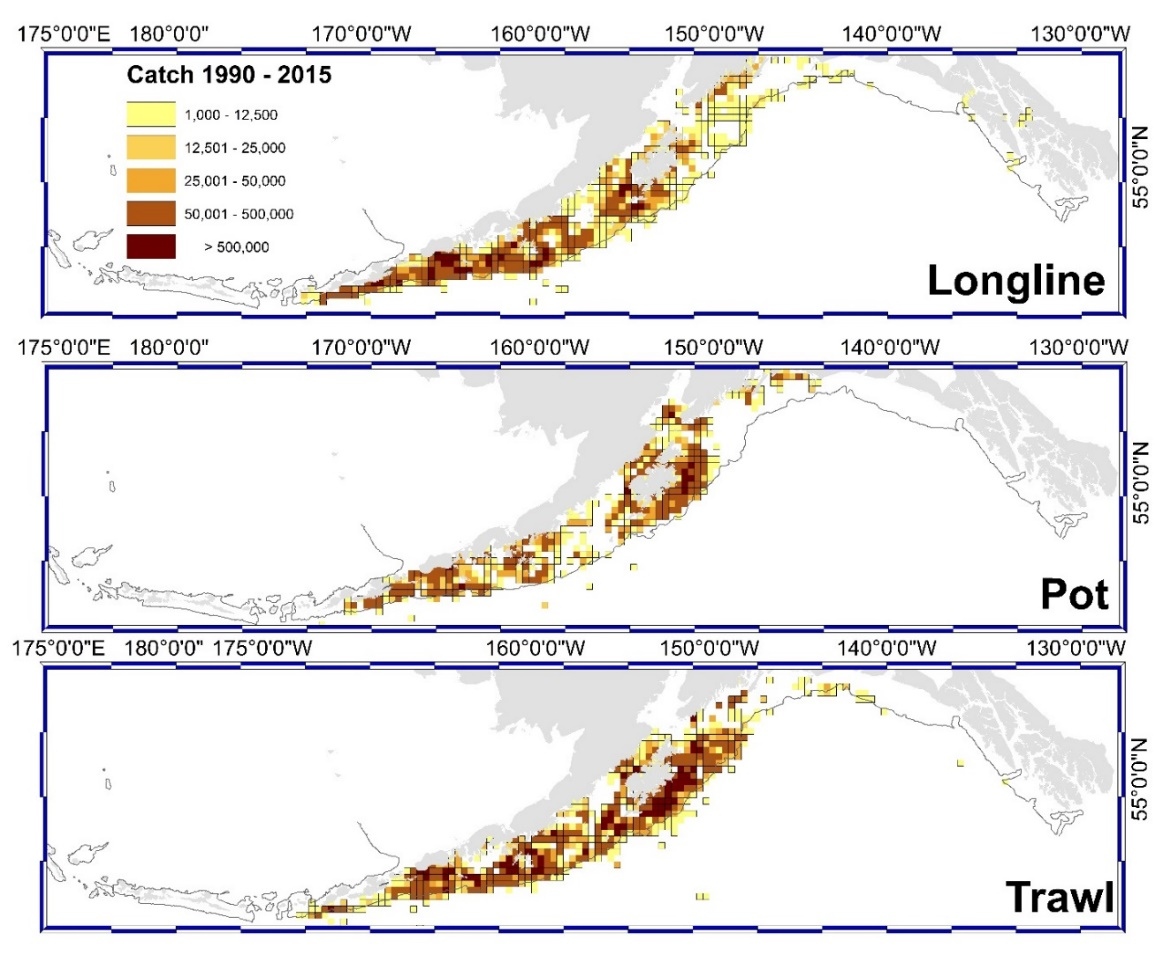 175°0'0"E 180°0'0" 170°0'0"W 160°0'0"W 150°0'0"W 140°0'0"W 130°0'0"W
Catch 1990 - 2015
1,000 - 12,500
12,501 - 25,000
25,001 - 50,000
50,001 - 500,000
> 500,000
55°0'0"N
Longline
175°0'0"E 180°0'0" 170°0'0"W 160°0'0"W 150°0'0"W 140°0'0"W 130°0'0"W
55°0'0"N
Pot
175°0'0"E 180°0'0" 175°0'0"W 160°0'0"W 150°0'0"W 140°0'0"W 130°0'0"W
55°0'0"N
Trawl